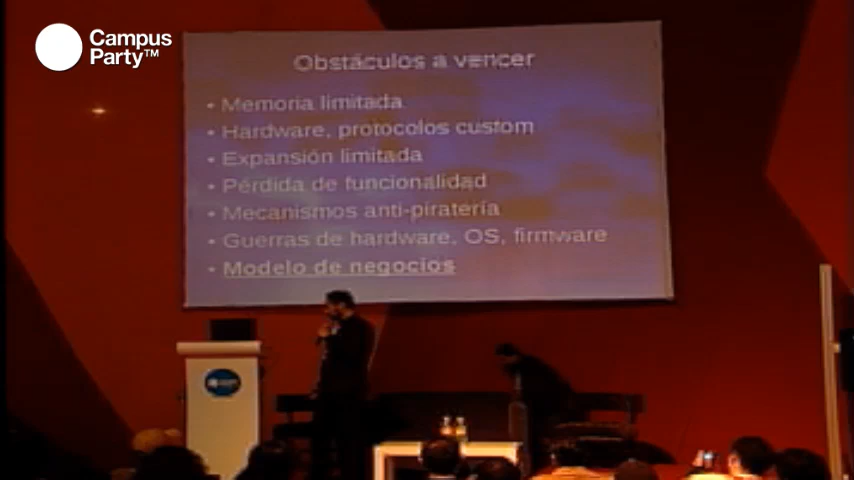 Campus
Party™
Obstáculos a vencer
• Memoria limitada
• Hardware, protocolos custom
• Expansión limitada
• Pérdida de funcionalidad
• Mecanismos anti-piratería
• Guerras de hardware, OS, firmware
• Modelo de negocios